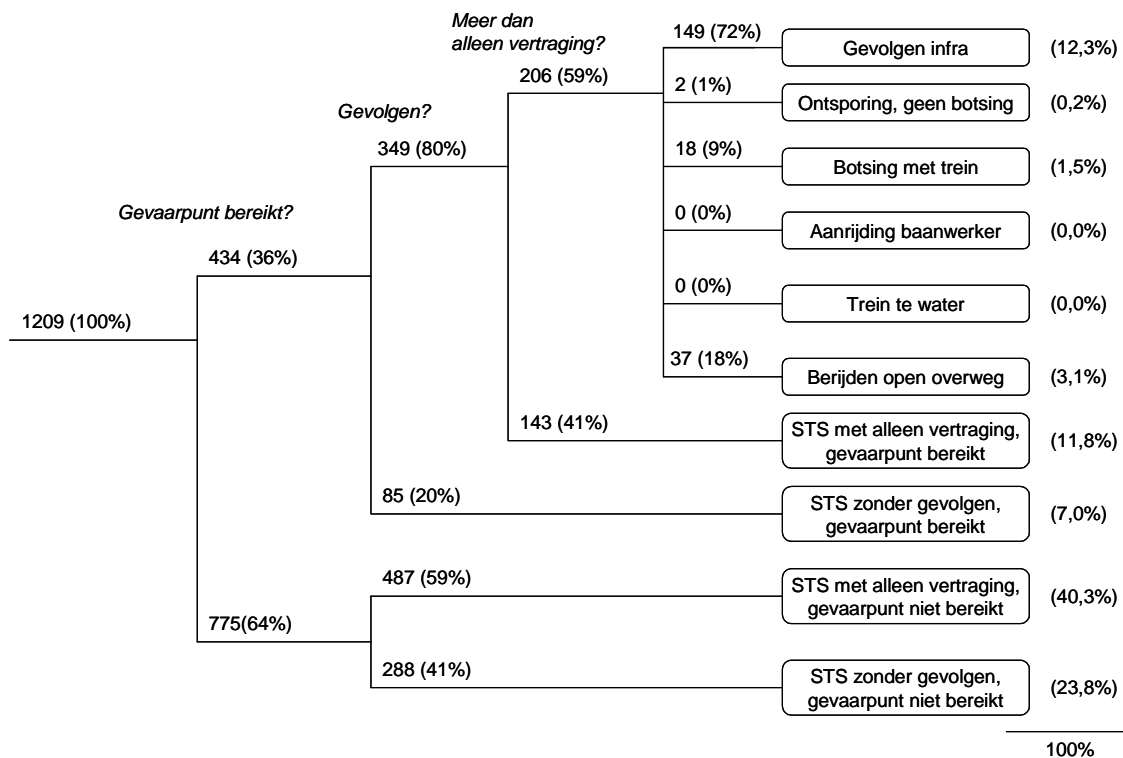 Meer dan
alleen vertraging?
149 (72%)
Gevolgen infra
(12,3%)
206 (59%)
2 (1%)
Ontsporing, geen botsing
(0,2%)
Gevolgen?
349 (80%)
18 (9%)
Botsing met trein
(1,5%)
Gevaarpunt bereikt?
0 (0%)
Aanrijding baanwerker
(0,0%)
434 (36%)
0 (0%)
Trein te water
(0,0%)
1209 (100%)
37 (18%)
Berijden open overweg
(3,1%)
143 (41%)
STS met alleen vertraging,
gevaarpunt bereikt
(11,8%)
85 (20%)
STS zonder gevolgen,
gevaarpunt bereikt
(7,0%)
487 (59%)
STS met alleen vertraging,
gevaarpunt niet bereikt
(40,3%)
775(64%)
288 (41%)
STS zonder gevolgen,
gevaarpunt niet bereikt
(23,8%)
100%